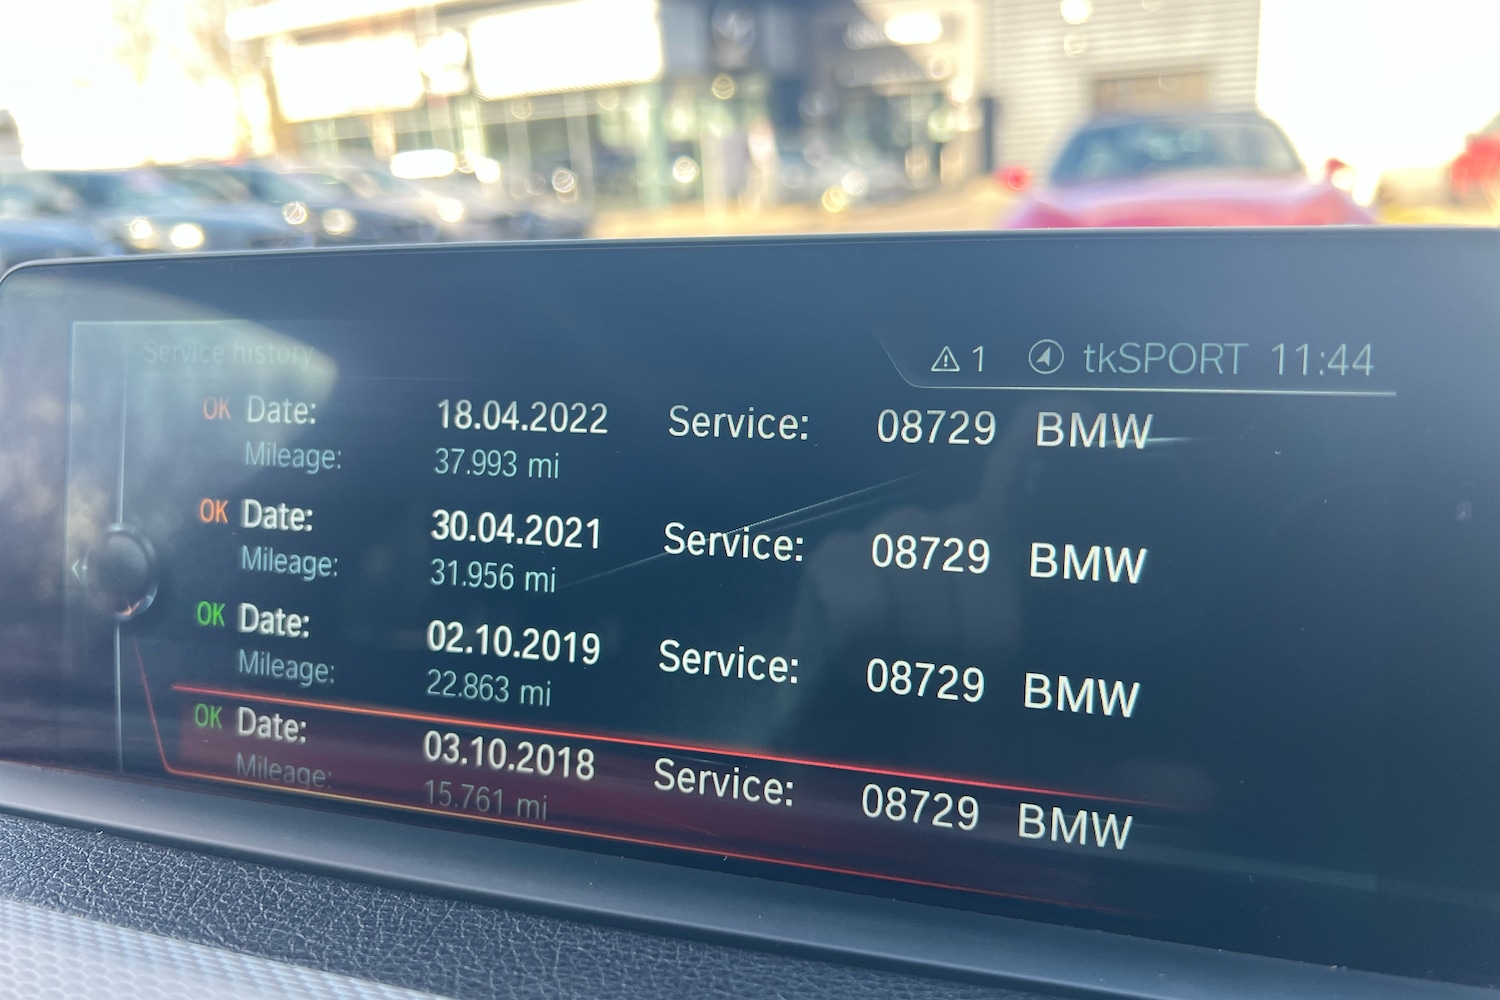 Service history
⚠ 1 tkSPORT 11:44
OK Date: 18.04.2022 Service: 08729 BMW
Mileage: 37.993 mi
OK Date: 30.04.2021 Service: 08729 BMW
Mileage: 31.956 mi
OK Date: 02.10.2019 Service: 08729 BMW
Mileage: 22.863 mi
OK Date: 03.10.2018 Service: 08729 BMW
Mileage: 15.761 mi